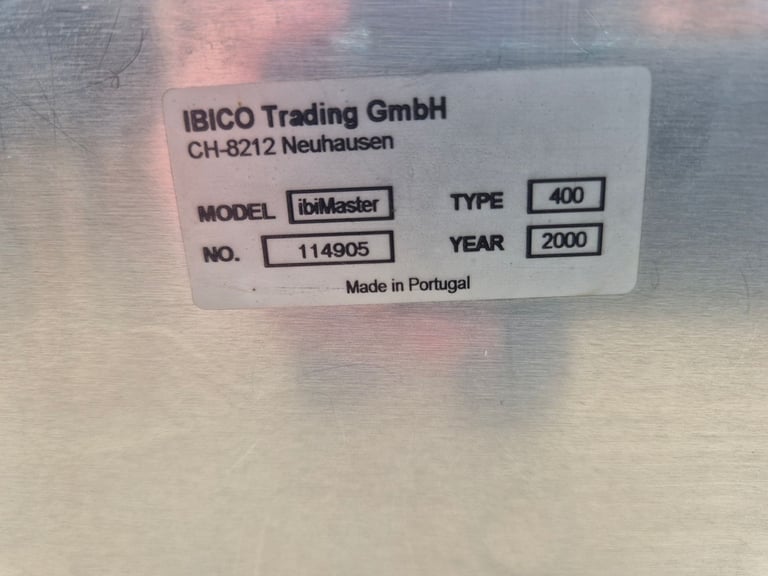 IBICO Trading GmbH
CH-8212 Neuhausen
MODEL ibiMaster TYPE 400
NO. 114905 YEAR 2000
Made in Portugal